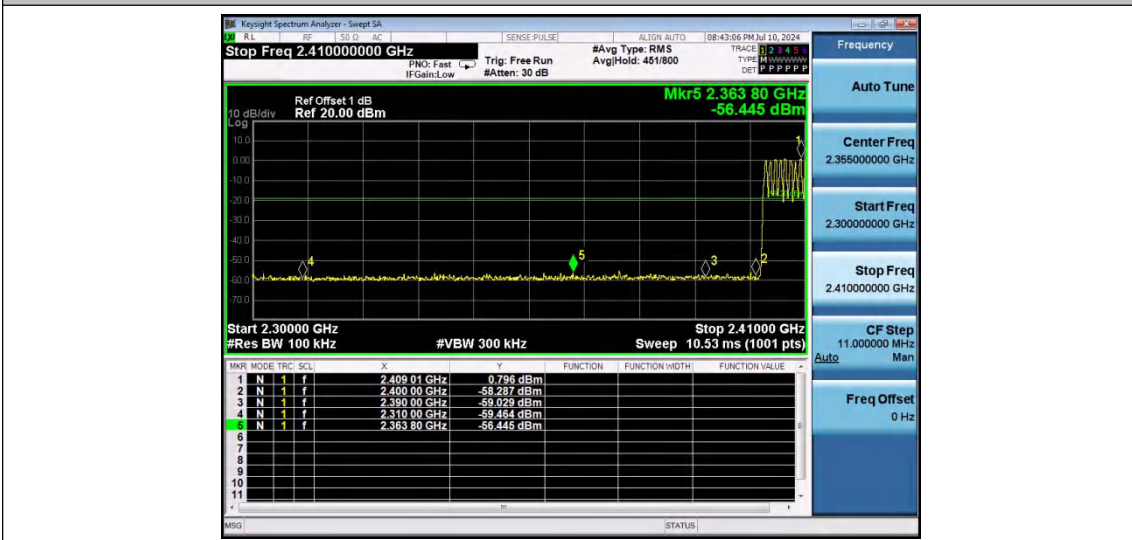 Keysight Spectrum Analyzer - Swept SA
RL RF 50 Ω AC SENSE:PULSE ALIGN AUTO 08:43:06 PM Jul 10, 2024
Stop Freq 2.410000000 GHz
PNO: Fast
IFGain:Low
Trig: Free Run
#Atten: 30 dB
#Avg Type: RMS
Avg|Hold: 451/800
TRACE 1 2 3 4 5 6
TYPE M WWWWW
DET P P P P P P
Mkr5 2.363 80 GHz
-56.445 dBm
Ref Offset 1 dB
10 dB/div Ref 20.00 dBm
Log
10.0
0.00
-10.0
-20.0
-30.0
-40.0
-50.0
-60.0
-70.0
1
4
5
3
2
Start 2.30000 GHz Stop 2.41000 GHz
#Res BW 100 kHz #VBW 300 kHz Sweep 10.53 ms (1001 pts)
MKR MODE TRC SCL X Y FUNCTION FUNCTION WIDTH FUNCTION VALUE
1 N 1 f 2.409 01 GHz 0.796 dBm
2 N 1 f 2.400 00 GHz -58.287 dBm
3 N 1 f 2.390 00 GHz -59.029 dBm
4 N 1 f 2.310 00 GHz -59.464 dBm
5 N 1 f 2.363 80 GHz -56.445 dBm
6
7
8
9
10
11
MSG STATUS
Frequency
Auto Tune
Center Freq
2.355000000 GHz
Start Freq
2.300000000 GHz
Stop Freq
2.410000000 GHz
CF Step
11.000000 MHz
Auto Man
Freq Offset
0 Hz